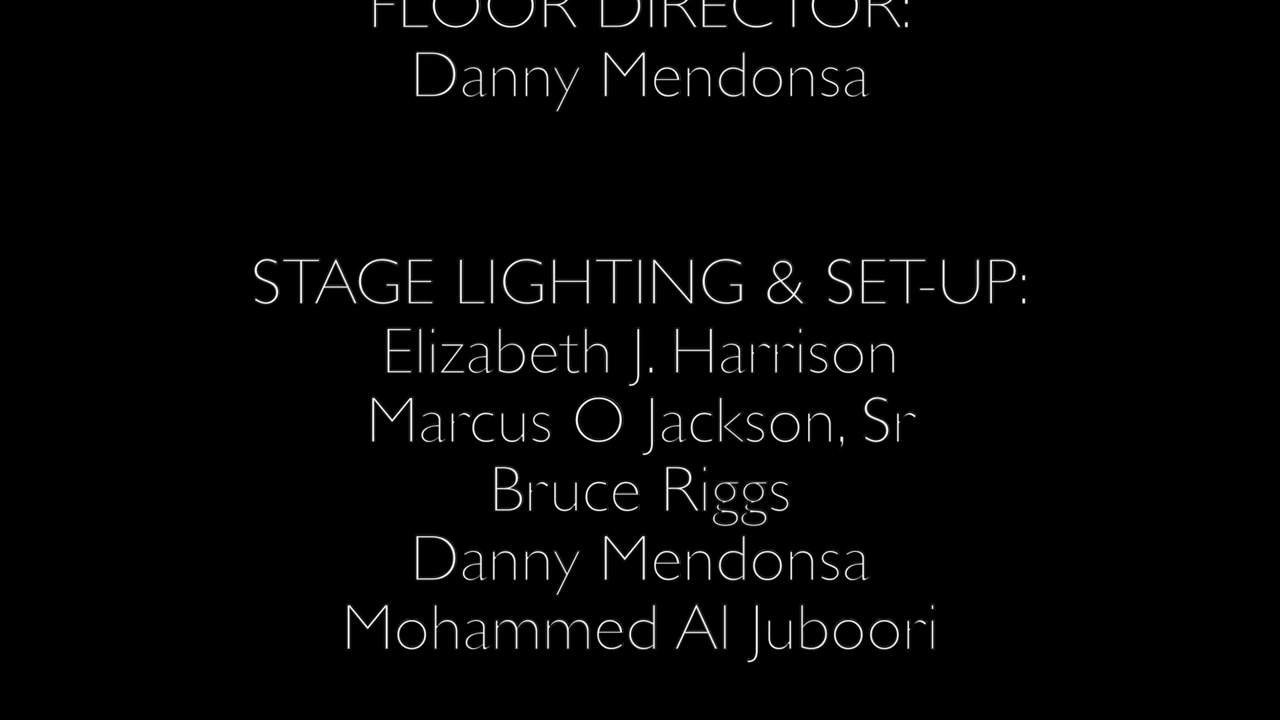 FLOOR DIRECTOR:
Danny Mendonsa
STAGE LIGHTING & SET-UP:
Elizabeth J. Harrison
Marcus O Jackson, Sr
Bruce Riggs
Danny Mendonsa
Mohammed Al Juboori